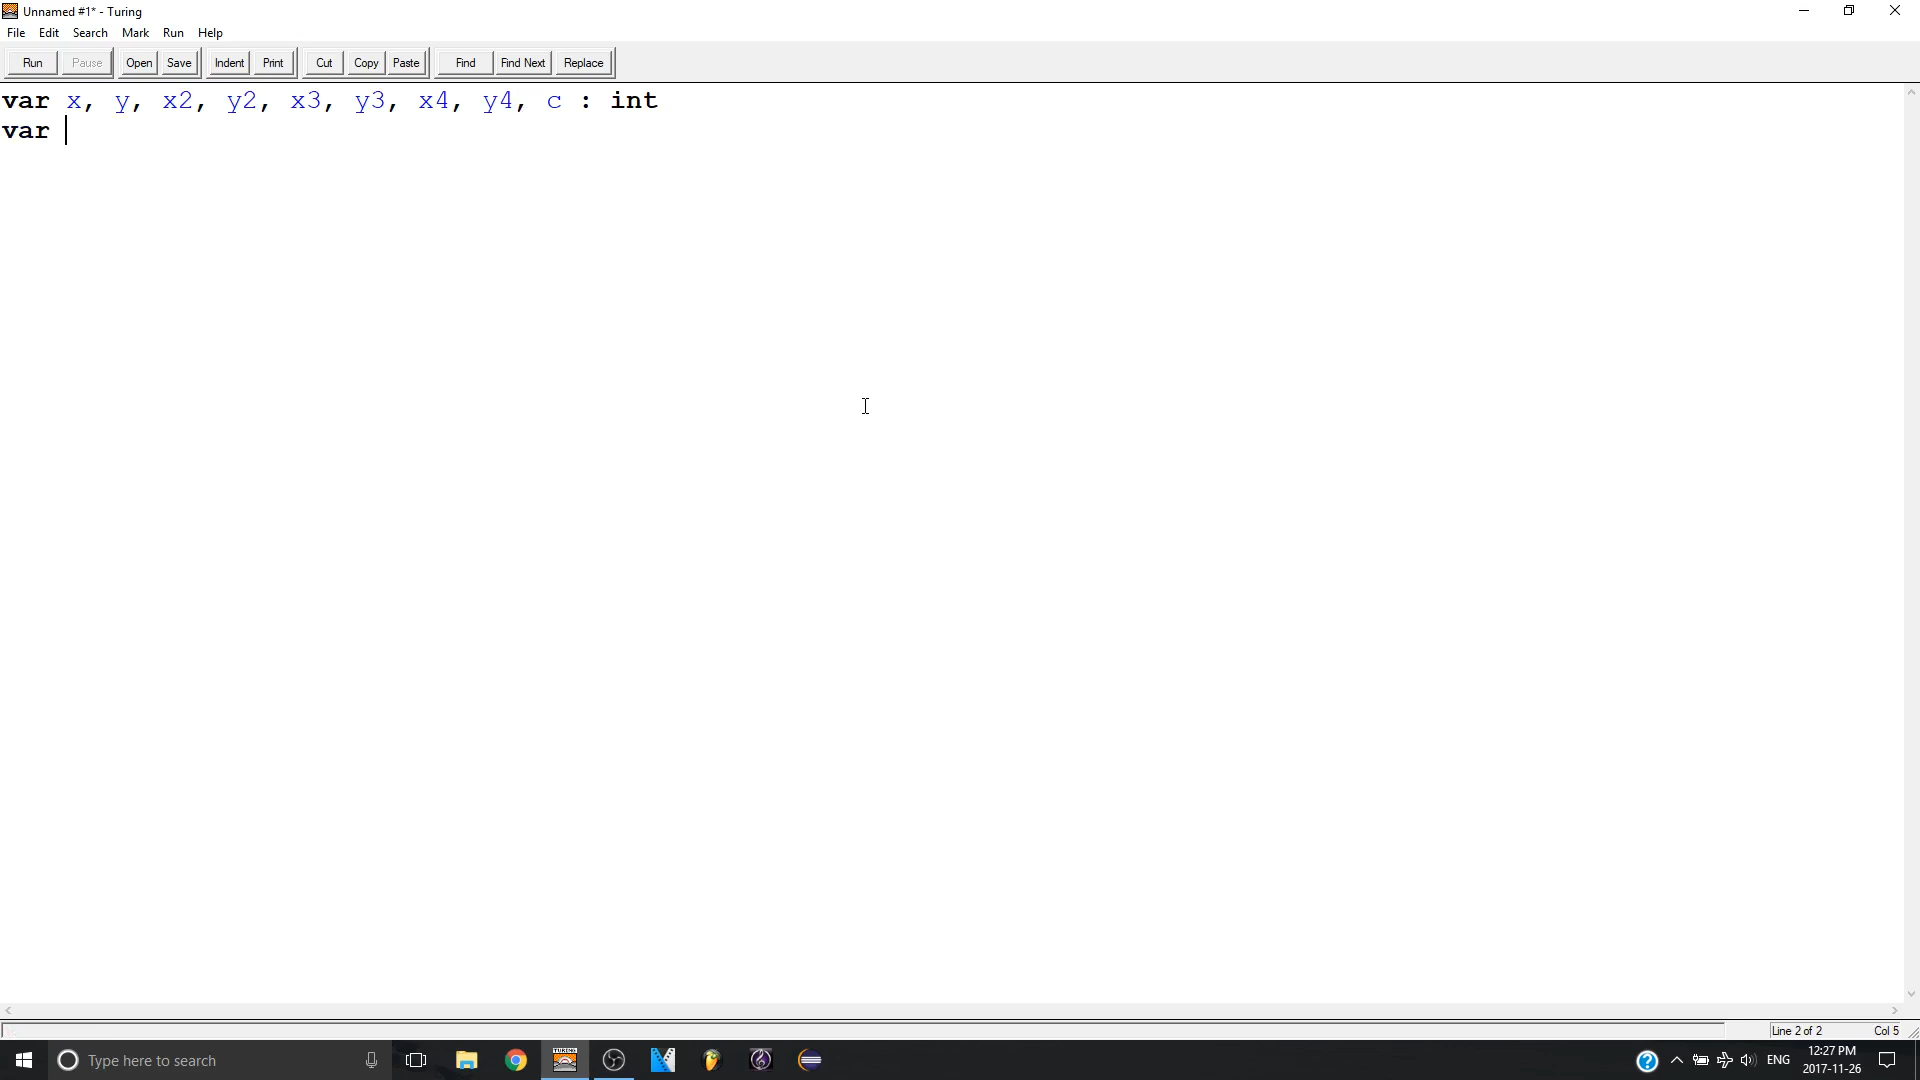 Unnamed #1* - Turing
File Edit Search Mark Run Help
Run Pause Open Save Indent Print Cut Copy Paste Find Find Next Replace
var x, y, x2, y2, x3, y3, x4, y4, c : int
var
Line 2 of 2 Col 5
TURING
Type here to search
ENG
12:27 PM
2017-11-26